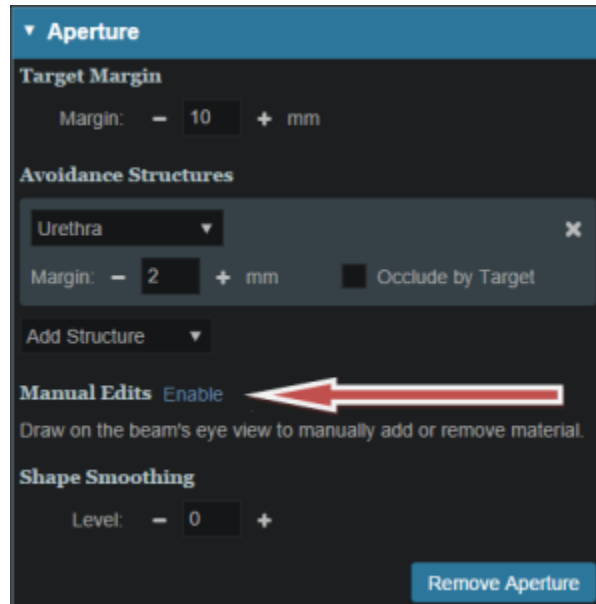 Aperture
Target Margin
Margin: − 10 + mm
Avoidance Structures
Urethra
Margin: − 2 + mm Occlude by Target
Add Structure
Manual Edits Enable
Draw on the beam's eye view to manually add or remove material.
Shape Smoothing
Level: − 0 +
Remove Aperture